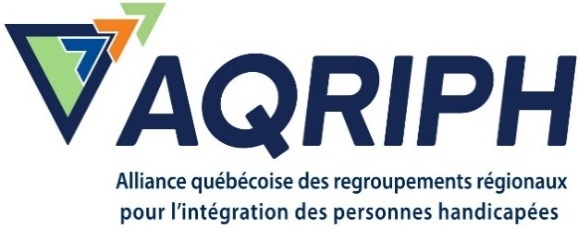 AQRIPH
Alliance québécoise des regroupements régionaux
pour l'intégration des personnes handicapées